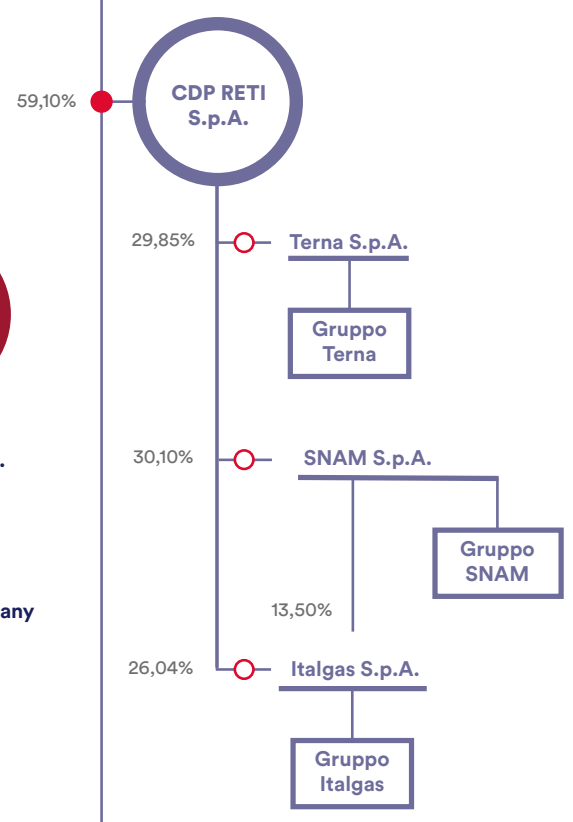 CDP RETI
S.p.A.
59,10%
29,85%
Terna S.p.A.
Gruppo
Terna
30,10%
SNAM S.p.A.
Gruppo
SNAM
.
any
13,50%
26,04%
Italgas S.p.A.
Gruppo
Italgas